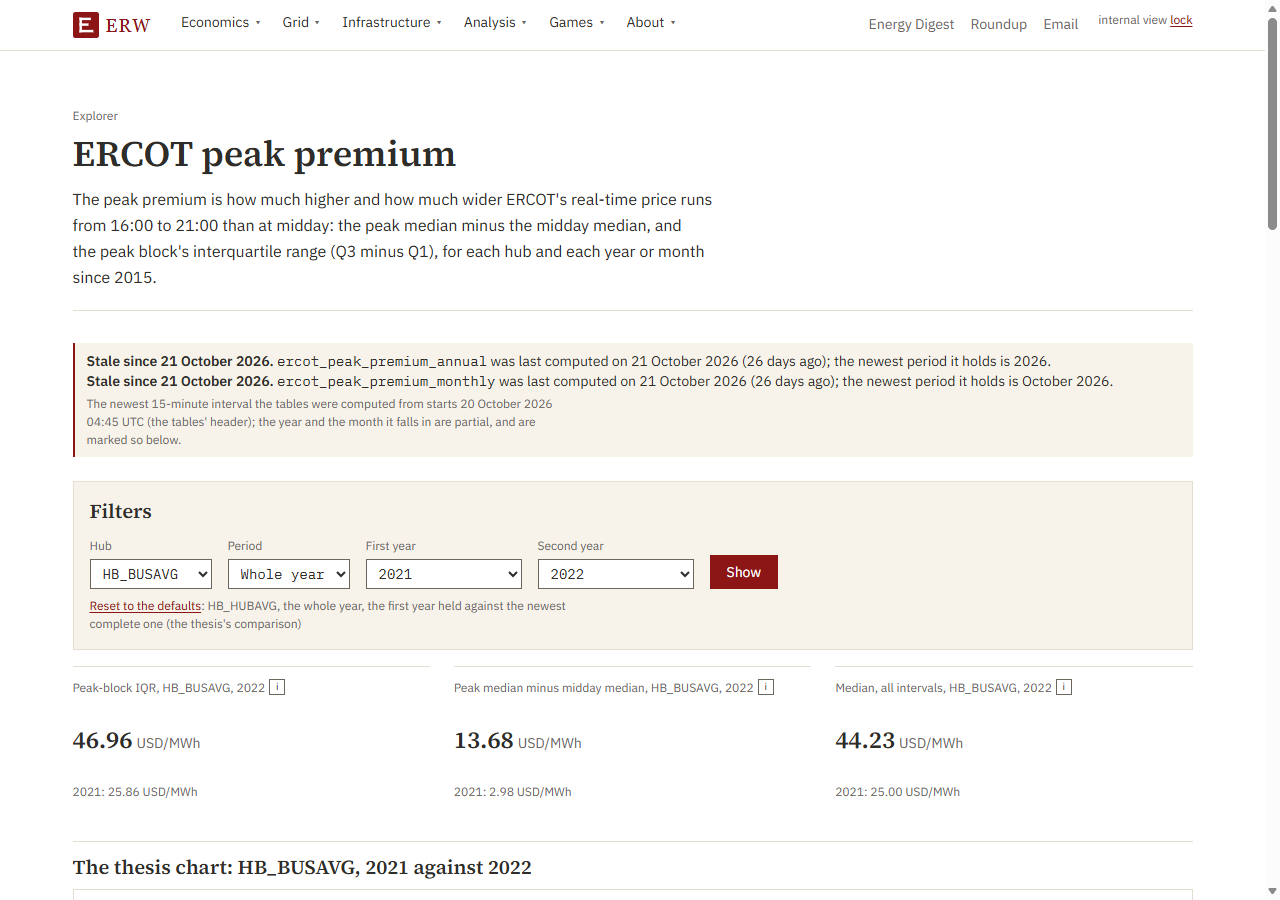 E ERW Economics ▾ Grid ▾ Infrastructure ▾ Analysis ▾ Games ▾ About ▾ Energy Digest Roundup Email internal view lock
Explorer
ERCOT peak premium
The peak premium is how much higher and how much wider ERCOT's real-time price runs
from 16:00 to 21:00 than at midday: the peak median minus the midday median, and
the peak block's interquartile range (Q3 minus Q1), for each hub and each year or month
since 2015.
Stale since 21 October 2026. ercot_peak_premium_annual was last computed on 21 October 2026 (26 days ago); the newest period it holds is 2026.
Stale since 21 October 2026. ercot_peak_premium_monthly was last computed on 21 October 2026 (26 days ago); the newest period it holds is October 2026.
The newest 15-minute interval the tables were computed from starts 20 October 2026
04:45 UTC (the tables' header); the year and the month it falls in are partial, and are
marked so below.
Filters
Hub Period First year Second year
HB_BUSAVG Whole year 2021 2022 Show
Reset to the defaults: HB_HUBAVG, the whole year, the first year held against the newest
complete one (the thesis's comparison)
Peak-block IQR, HB_BUSAVG, 2022 i Peak median minus midday median, HB_BUSAVG, 2022 i Median, all intervals, HB_BUSAVG, 2022 i
46.96 USD/MWh 13.68 USD/MWh 44.23 USD/MWh
2021: 25.86 USD/MWh 2021: 2.98 USD/MWh 2021: 25.00 USD/MWh
The thesis chart: HB_BUSAVG, 2021 against 2022